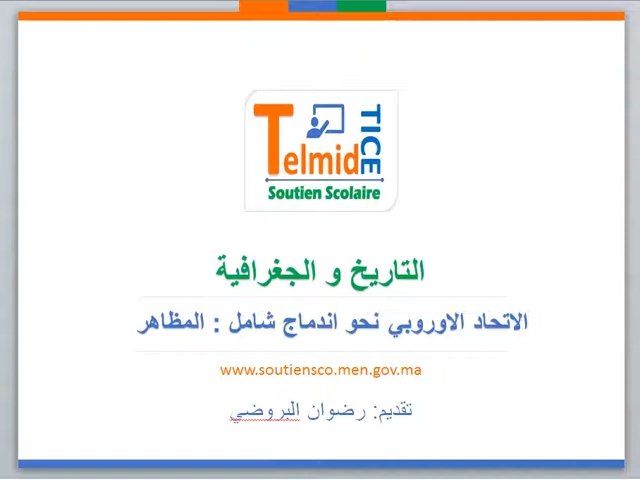 Telmid TICE
Soutien Scolaire
التاريخ و الجغرافية
الاتحاد الاوروبي نحو اندماج شامل : المظاهر
www.soutiensco.men.gov.ma
تقديم: رضوان البروضي